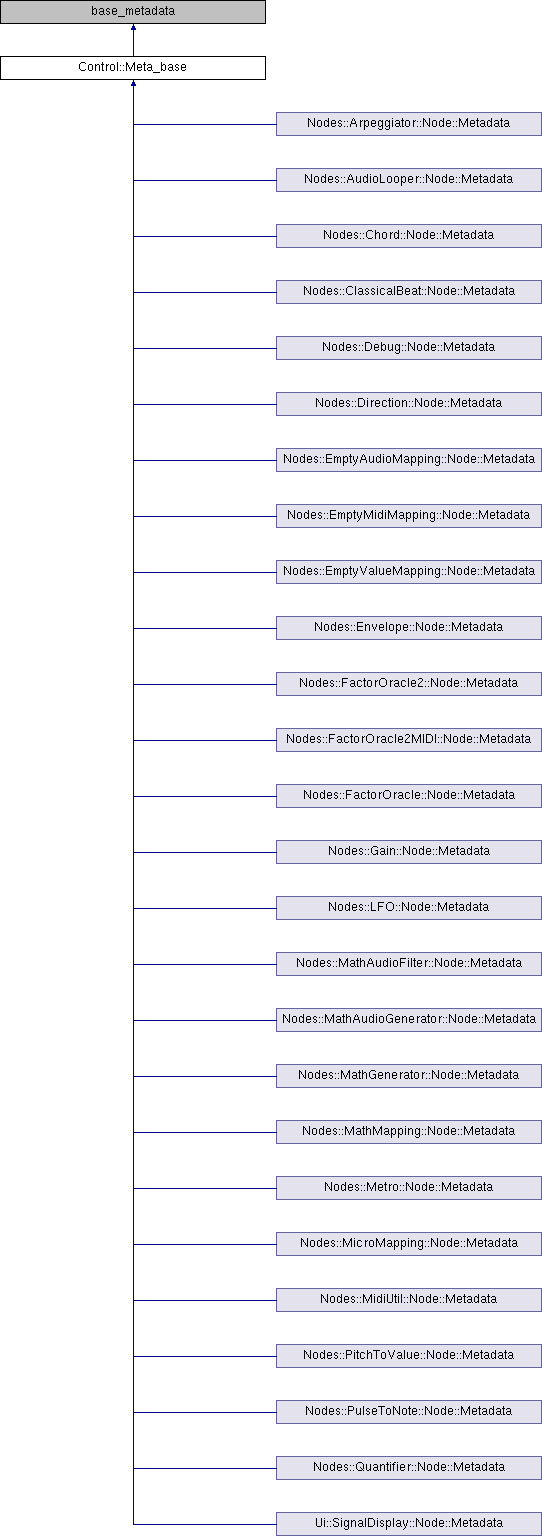 base_metadata
Control::Meta_base
Nodes::Arpeggiator::Node::Metadata
Nodes::AudioLooper::Node::Metadata
Nodes::Chord::Node::Metadata
Nodes::ClassicalBeat::Node::Metadata
Nodes::Debug::Node::Metadata
Nodes::Direction::Node::Metadata
Nodes::EmptyAudioMapping::Node::Metadata
Nodes::EmptyMidiMapping::Node::Metadata
Nodes::EmptyValueMapping::Node::Metadata
Nodes::Envelope::Node::Metadata
Nodes::FactorOracle2::Node::Metadata
Nodes::FactorOracle2MIDI::Node::Metadata
Nodes::FactorOracle::Node::Metadata
Nodes::Gain::Node::Metadata
Nodes::LFO::Node::Metadata
Nodes::MathAudioFilter::Node::Metadata
Nodes::MathAudioGenerator::Node::Metadata
Nodes::MathGenerator::Node::Metadata
Nodes::MathMapping::Node::Metadata
Nodes::Metro::Node::Metadata
Nodes::MicroMapping::Node::Metadata
Nodes::MidiUtil::Node::Metadata
Nodes::PitchToValue::Node::Metadata
Nodes::PulseToNote::Node::Metadata
Nodes::Quantifier::Node::Metadata
Ui::SignalDisplay::Node::Metadata